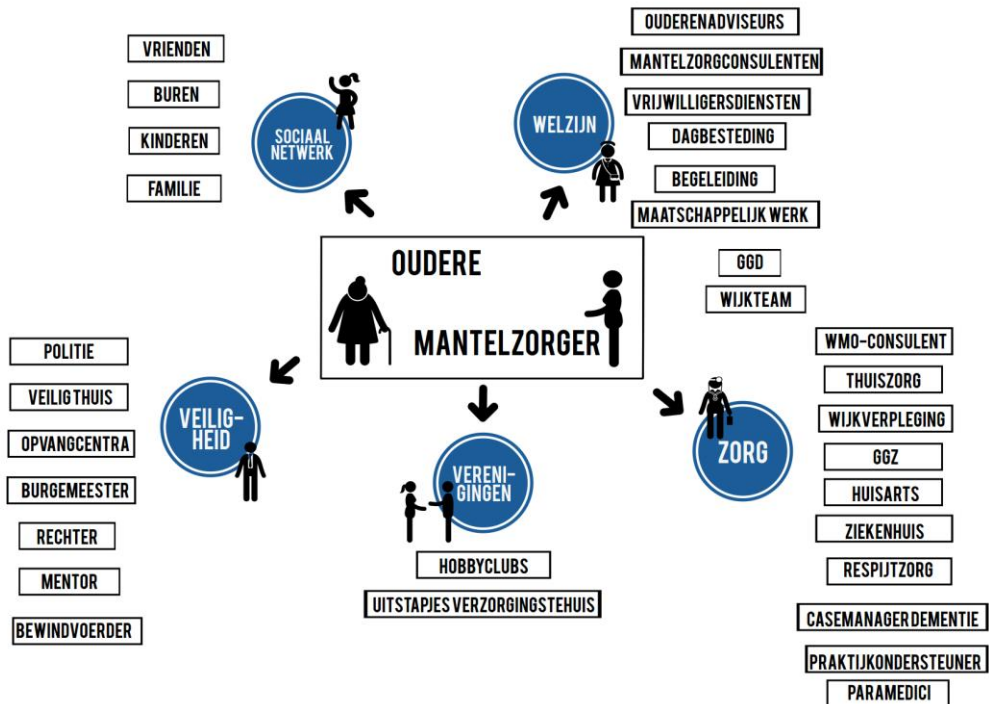 VRIENDEN
BUREN
KINDEREN
FAMILIE
SOCIAAL
NETWERK
WELZIJN
OUDERENADVISEURS
MANTELZORGCONSULENTEN
VRIJWILLIGERSDIENSTEN
DAGBESTEDING
BEGELEIDING
MAATSCHAPPELIJK WERK
GGD
WIJKTEAM
OUDERE
MANTELZORGER
POLITIE
VEILIG THUIS
OPVANGCENTRA
BURGEMEESTER
RECHTER
MENTOR
BEWINDVOERDER
VEILIG-
HEID
VERENI-
GINGEN
HOBBYCLUBS
UITSTAPJES VERZORGINGSTEHUIS
ZORG
WMO-CONSULENT
THUISZORG
WIJKVERPLEGING
GGZ
HUISARTS
ZIEKENHUIS
RESPIJTZORG
CASEMANAGER DEMENTIE
PRAKTIJKONDERSTEUNER
PARAMEDICI